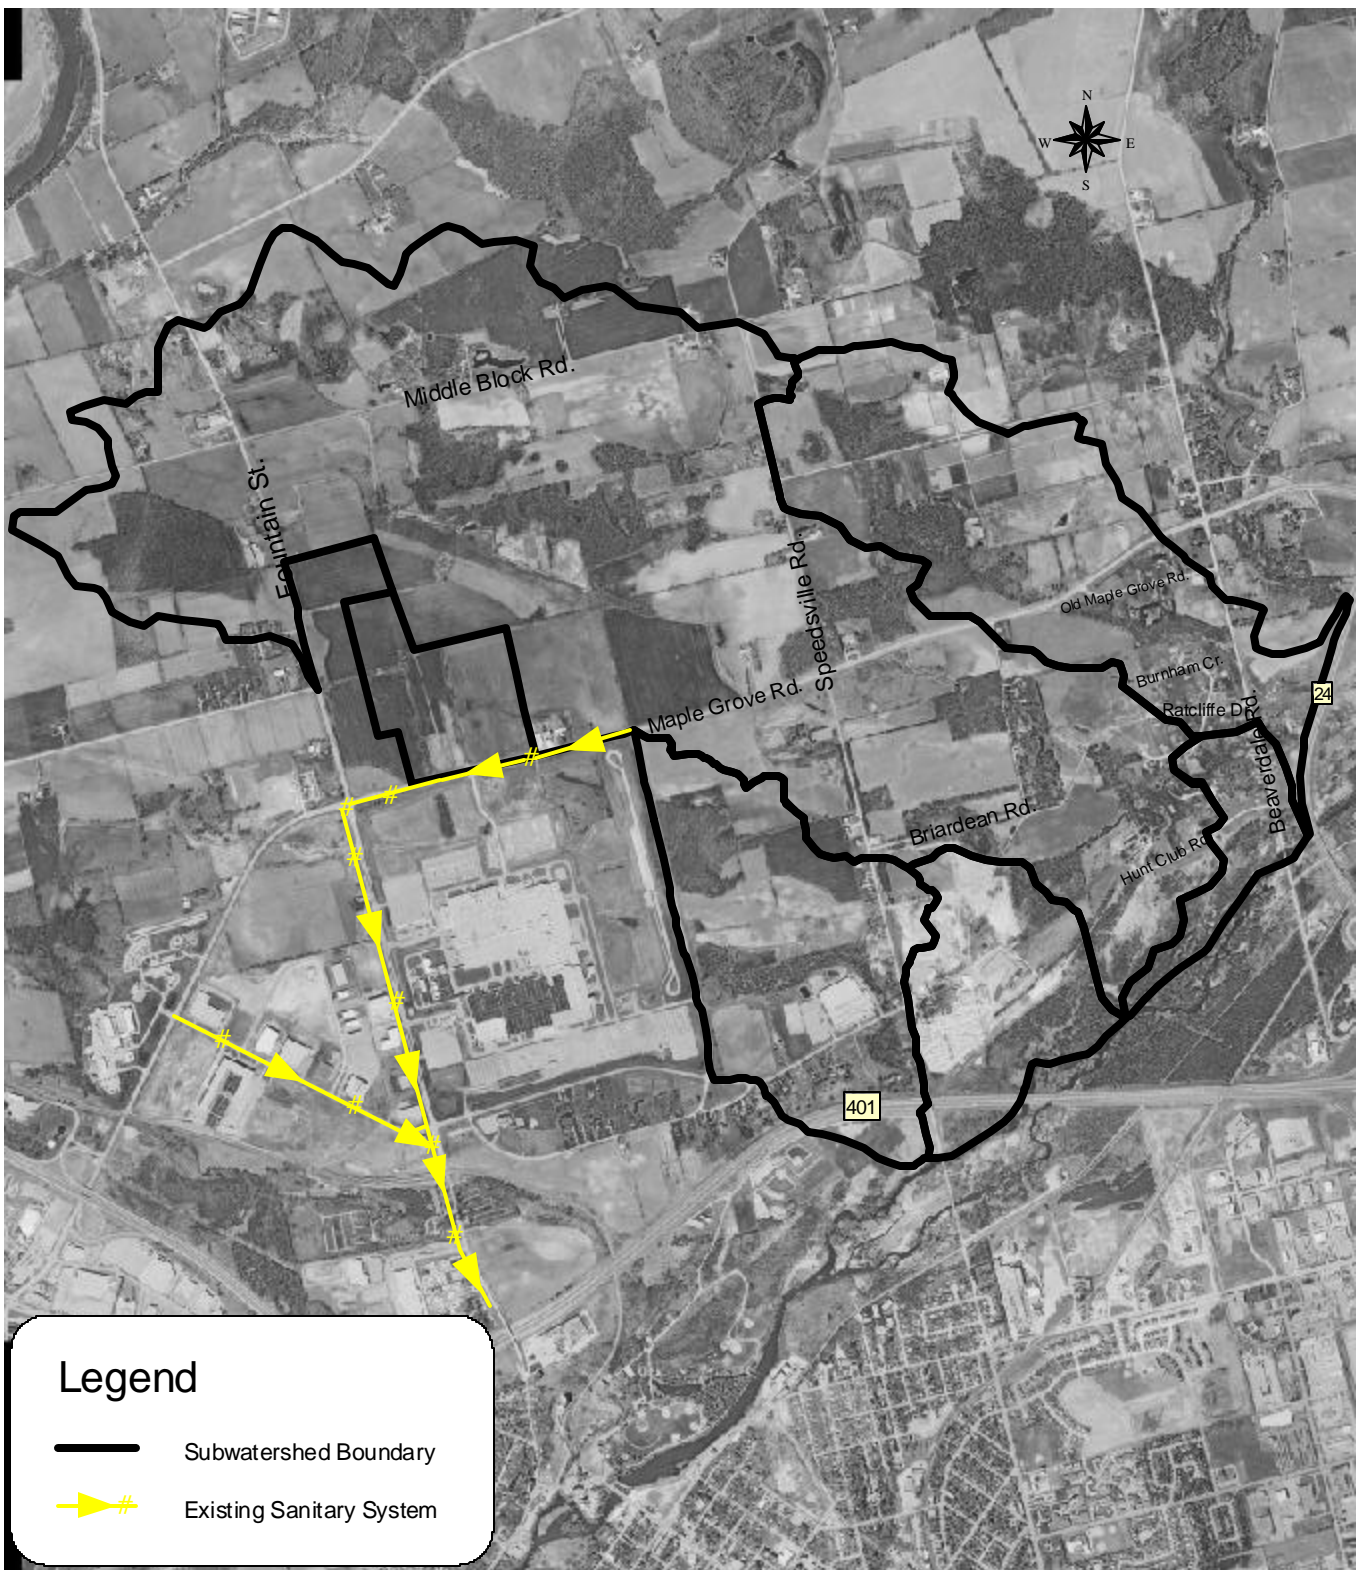 N
W E
S
Middle Block Rd.
Fountain St.
Speedsville Rd.
Old Maple Grove Rd.
Burnham Cr.
Maple Grove Rd.
24
Ratcliffe D
Beaverdale Rd.
Briardean Rd.
Hunt Club Rd
401
Legend
Subwatershed Boundary
Existing Sanitary System